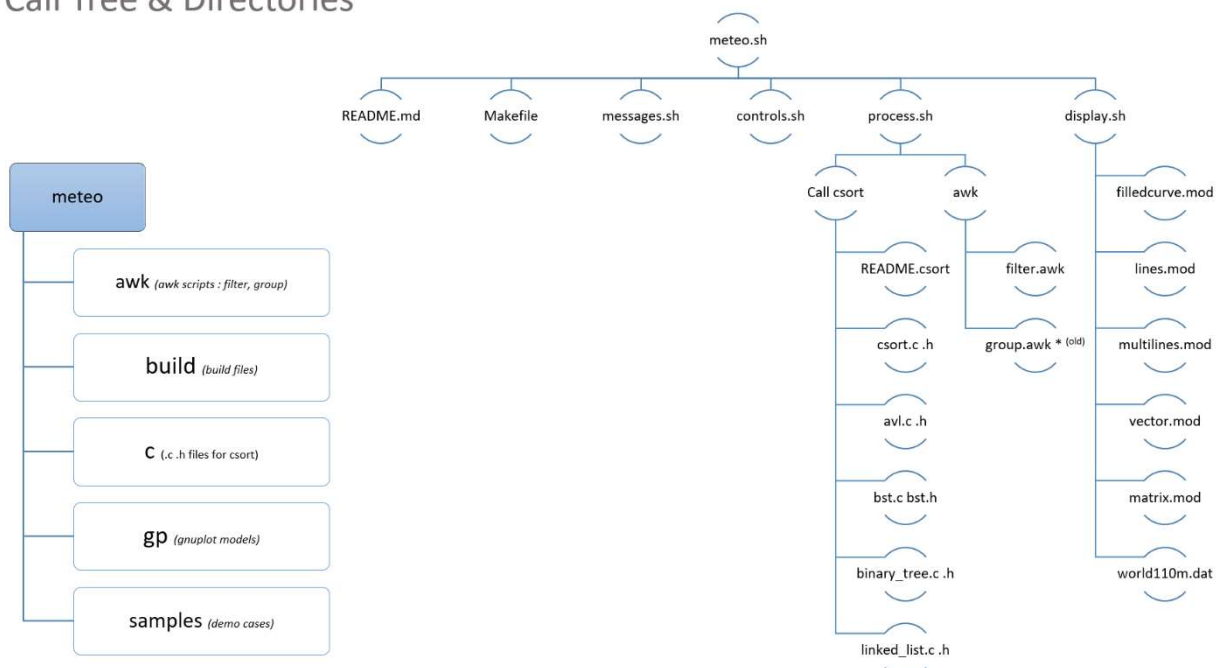 Call Tree & Directories
meteo.sh
README.md
Makefile
messages.sh
controls.sh
process.sh
display.sh
Call csort
awk
README.csort
csort.c .h
avl.c .h
bst.c bst.h
binary_tree.c .h
linked_list.c .h
filter.awk
group.awk * (old)
filledcurve.mod
lines.mod
multilines.mod
vector.mod
matrix.mod
world110m.dat
meteo
awk (awk scripts : filter, group)
build (build files)
c (.c .h files for csort)
gp (gnuplot models)
samples (demo cases)